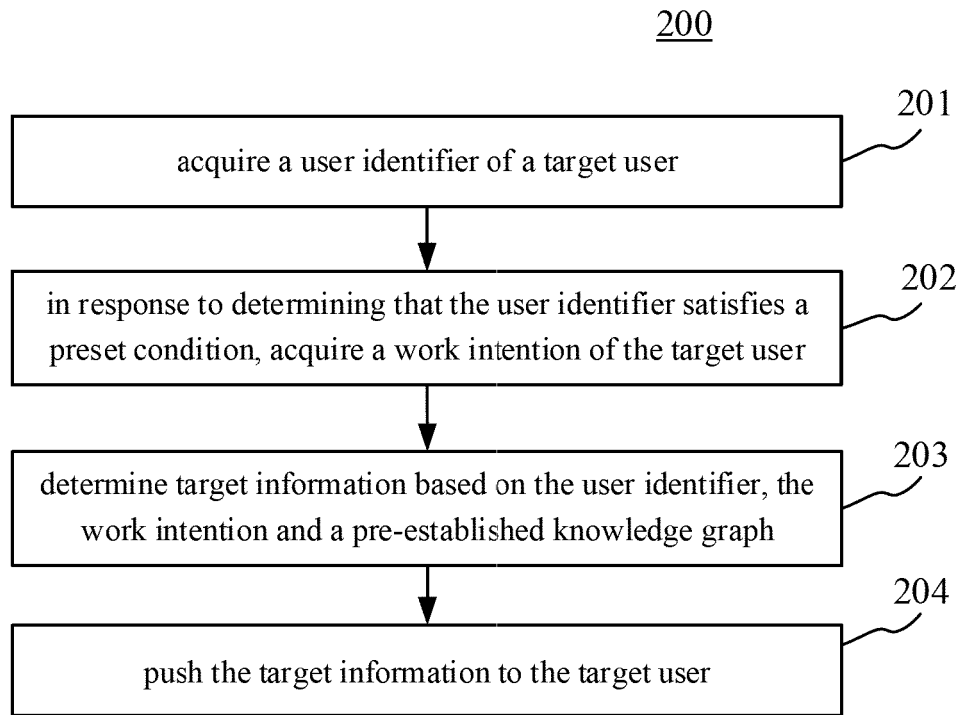 200
201
acquire a user identifier of a target user
202
in response to determining that the user identifier satisfies a
preset condition, acquire a work intention of the target user
203
determine target information based on the user identifier, the
work intention and a pre-established knowledge graph
204
push the target information to the target user